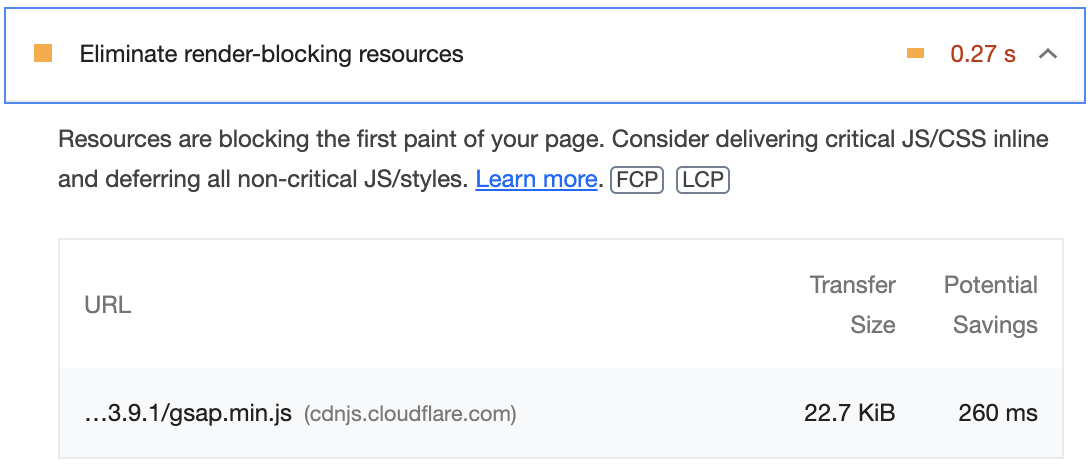 Eliminate render-blocking resources 0.27 s
Resources are blocking the first paint of your page. Consider delivering critical JS/CSS inline
and deferring all non-critical JS/styles. Learn more. FCP LCP
URL Transfer Size Potential Savings
…3.9.1/gsap.min.js (cdnjs.cloudflare.com) 22.7 KiB 260 ms